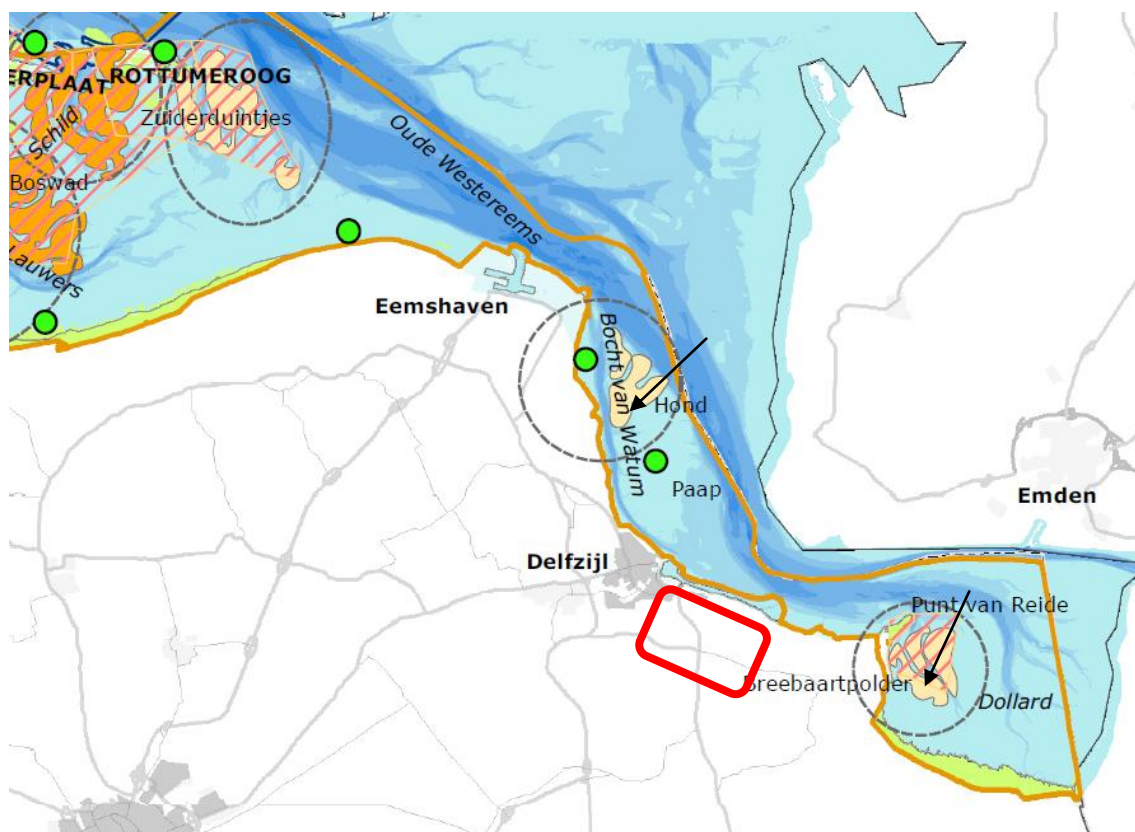 ERPLAAT
ROTTUMEROOG
Schild
Zuiderduintjes
Boswad
Lauwers
Oude Westereems
Eemshaven
Bocht van Watum
Hond
Paap
Emden
Delfzijl
Punt van Reide
Breebaartpolder
Dollard